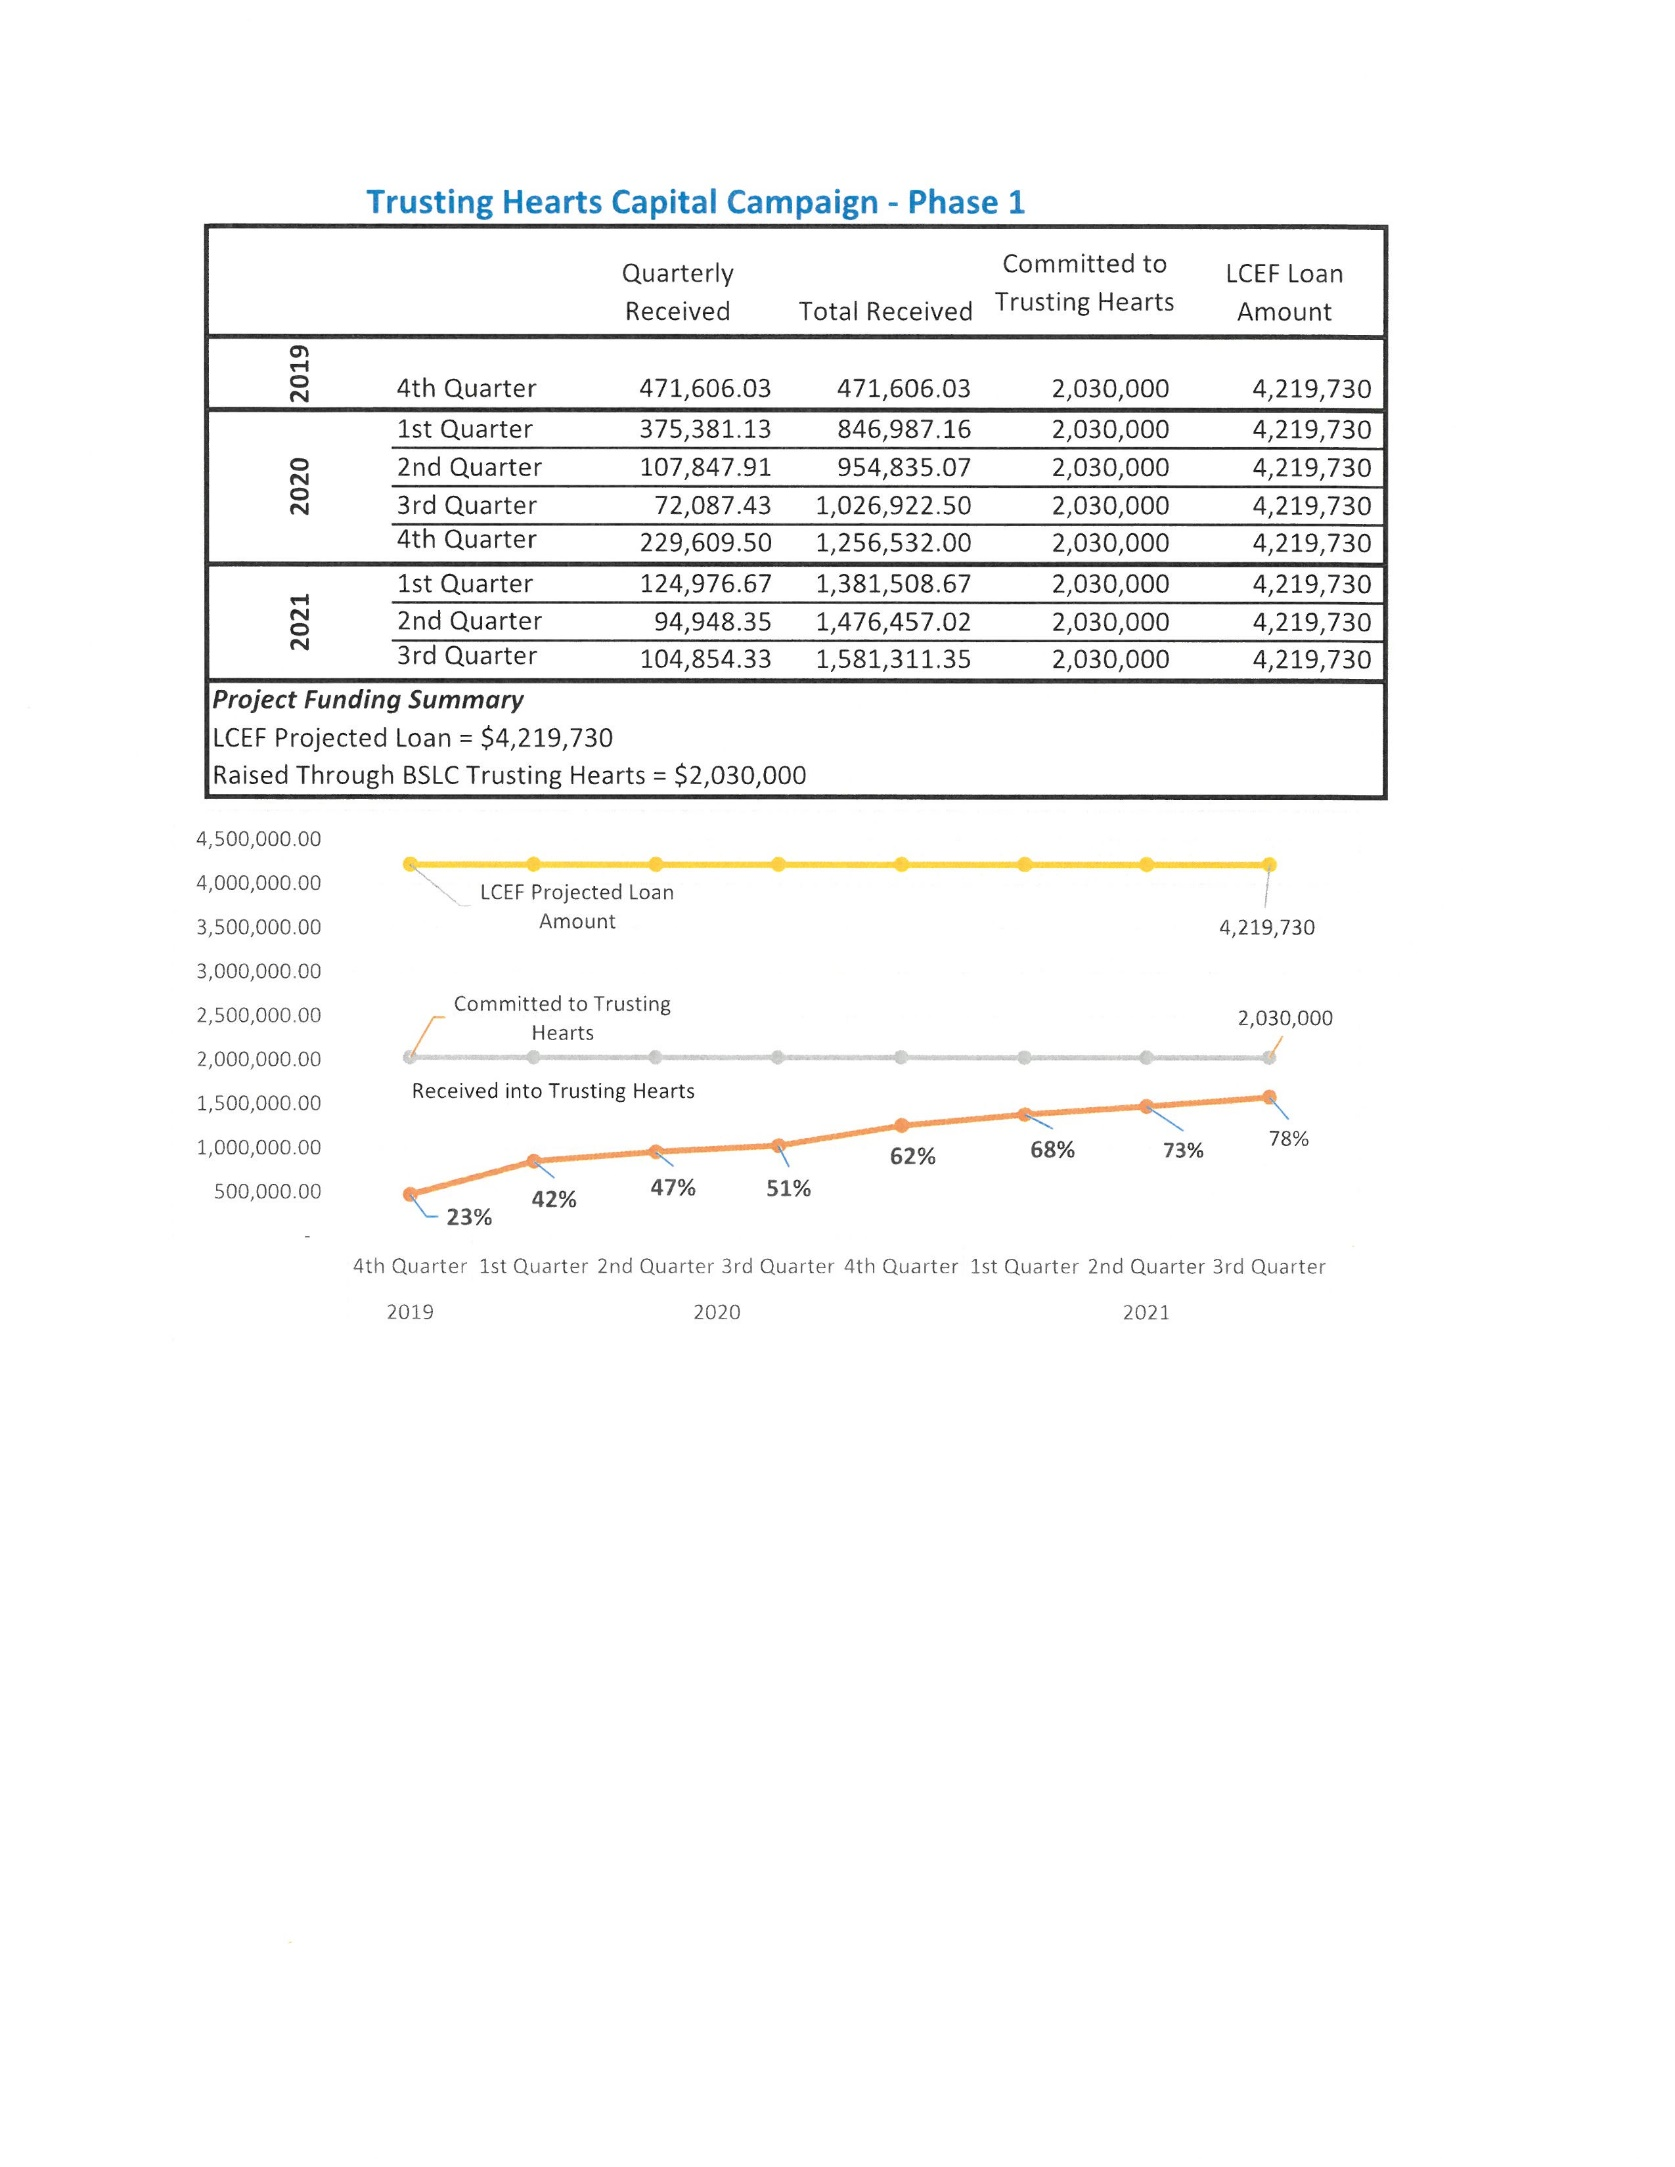 Trusting Hearts Capital Campaign - Phase 1
Quarterly Received Total Received Committed to Trusting Hearts LCEF Loan Amount
2019
4th Quarter 471,606.03 471,606.03 2,030,000 4,219,730
2020
1st Quarter 375,381.13 846,987.16 2,030,000 4,219,730
2nd Quarter 107,847.91 954,835.07 2,030,000 4,219,730
3rd Quarter 72,087.43 1,026,922.50 2,030,000 4,219,730
4th Quarter 229,609.50 1,256,532.00 2,030,000 4,219,730
2021
1st Quarter 124,976.67 1,381,508.67 2,030,000 4,219,730
2nd Quarter 94,948.35 1,476,457.02 2,030,000 4,219,730
3rd Quarter 104,854.33 1,581,311.35 2,030,000 4,219,730
Project Funding Summary
LCEF Projected Loan = $4,219,730
Raised Through BSLC Trusting Hearts = $2,030,000
4,500,000.00
4,000,000.00
3,500,000.00
3,000,000.00
2,500,000.00
2,000,000.00
1,500,000.00
1,000,000.00
500,000.00
-
LCEF Projected Loan
Amount
4,219,730
Committed to Trusting
Hearts
2,030,000
Received into Trusting Hearts
23%
42%
47%
51%
62%
68%
73%
78%
4th Quarter 1st Quarter 2nd Quarter 3rd Quarter 4th Quarter 1st Quarter 2nd Quarter 3rd Quarter
2019 2020 2021